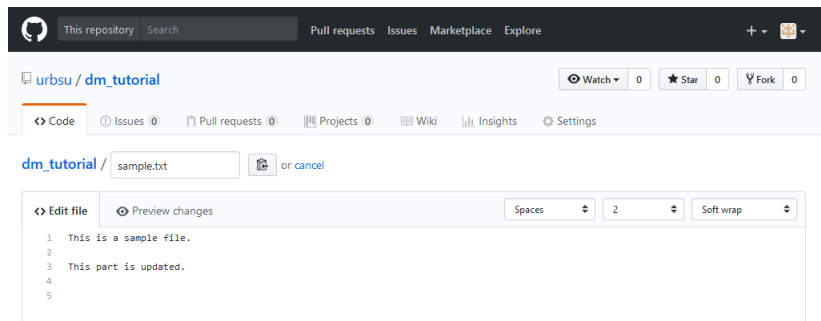 This repository Search Pull requests Issues Marketplace Explore
urbsu / dm_tutorial Watch 0 Star 0 Fork 0
Code Issues 0 Pull requests 0 Projects 0 Wiki Insights Settings
dm_tutorial / sample.txt or cancel
Edit file Preview changes Spaces 2 Soft wrap
1 This is a sample file.
2
3 This part is updated.
4
5